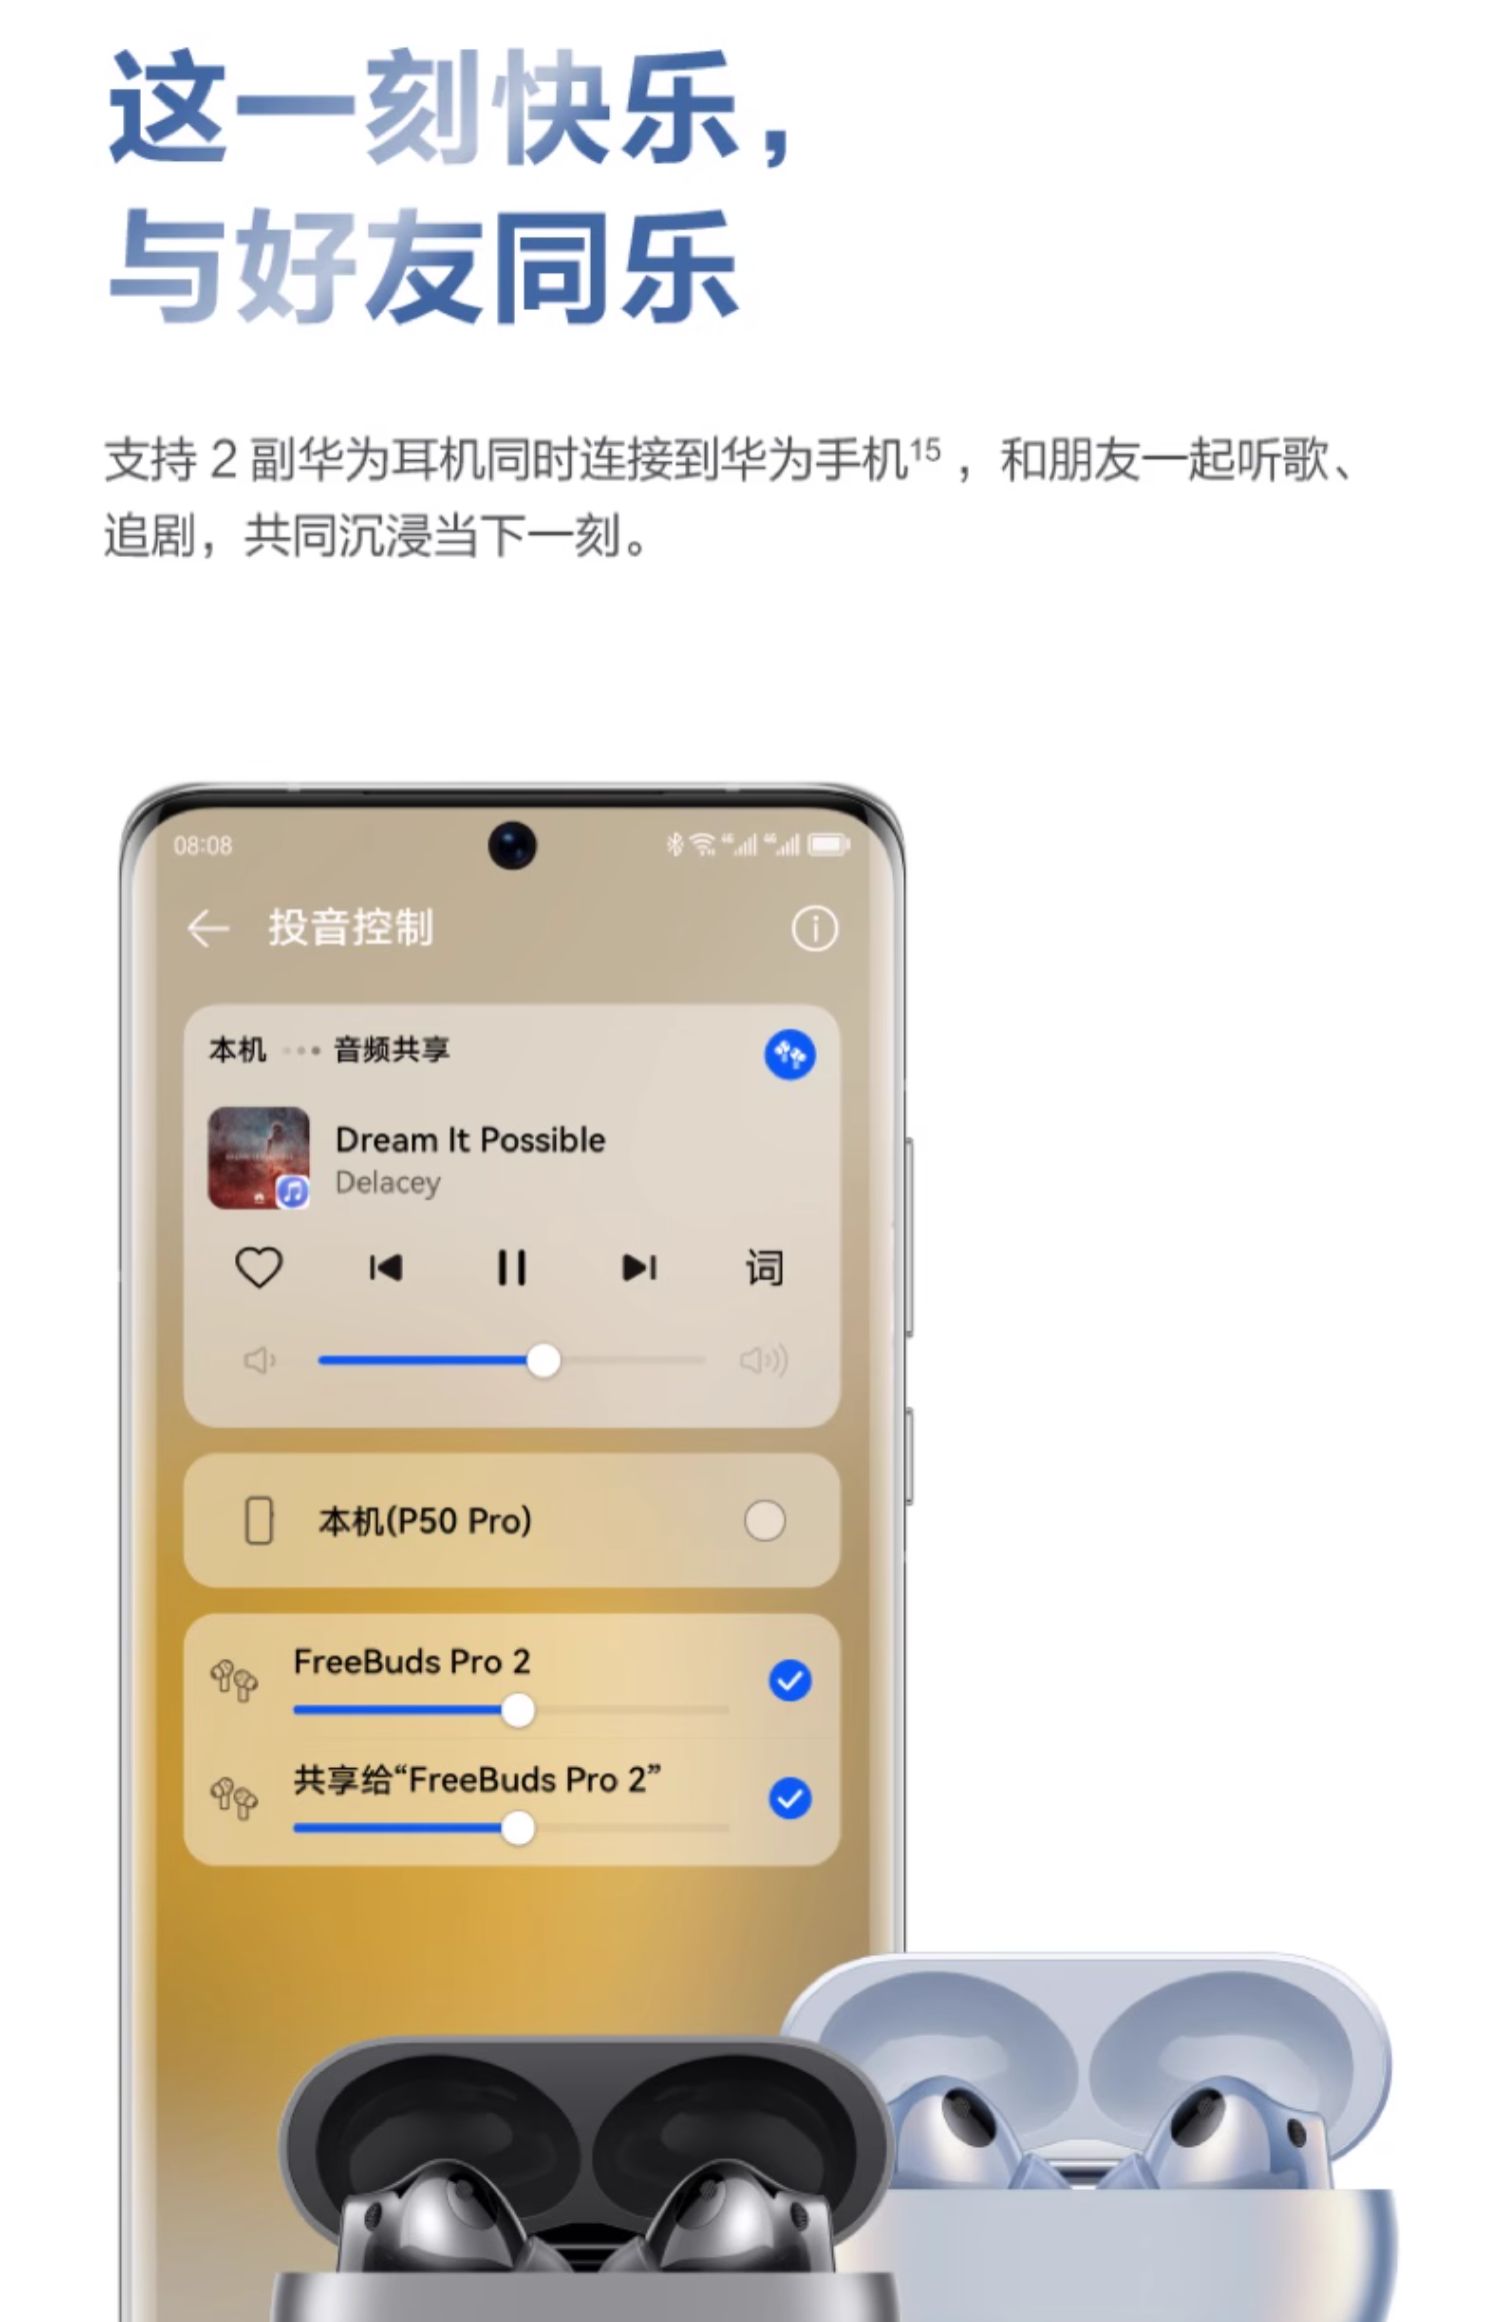 这一刻快乐，
与好友同乐
支持 2 副华为耳机同时连接到华为手机15，和朋友一起听歌、
追剧，共同沉浸当下一刻。
08:08
投音控制
本机 音频共享
Dream It Possible
Delacey
词
本机(P50 Pro)
FreeBuds Pro 2
共享给“FreeBuds Pro 2”